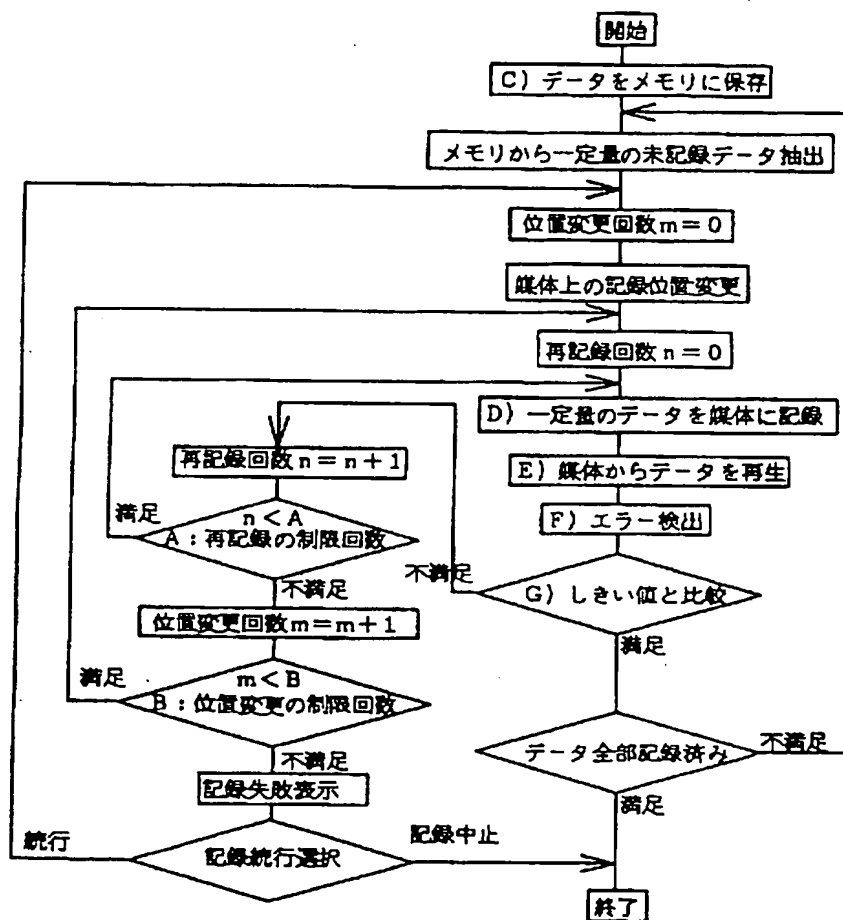 開始
C) データをメモリに保存
メモリから一定量の未記録データ抽出
位置変更回数m=0
媒体上の記録位置変更
再記録回数n=0
D) 一定量のデータを媒体に記録
再記録回数n=n+1
E) 媒体からデータを再生
満足
n<A
A:再記録の制限回数
F) エラー検出
不満足
不満足
G) しきい値と比較
位置変更回数m=m+1
満足
満足
m<B
B:位置変更の制限回数
不満足
データ全部記録済み
不満足
記録失敗表示
満足
続行
記録続行選択
記録中止
終了